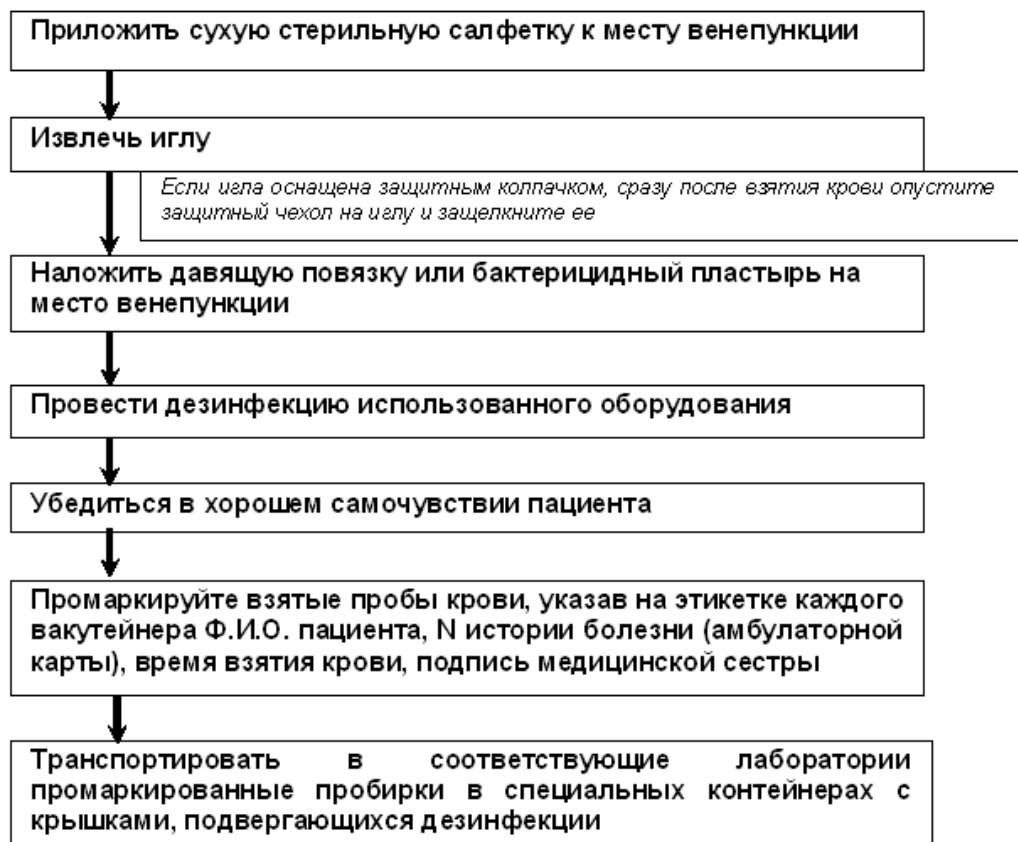 Приложить сухую стерильную салфетку к месту венепункции
Извлечь иглу
Если игла оснащена защитным колпачком, сразу после взятия крови опустите
защитный чехол на иглу и защелкните ее
Наложить давящую повязку или бактерицидный пластырь на
место венепункции
Провести дезинфекцию использованного оборудования
Убедиться в хорошем самочувствии пациента
Промаркируйте взятые пробы крови, указав на этикетке каждого
вакутейнера Ф.И.О. пациента, N истории болезни (амбулаторной
карты), время взятия крови, подпись медицинской сестры
Транспортировать в соответствующие лаборатории
промаркированные пробирки в специальных контейнерах с
крышками, подвергающихся дезинфекции